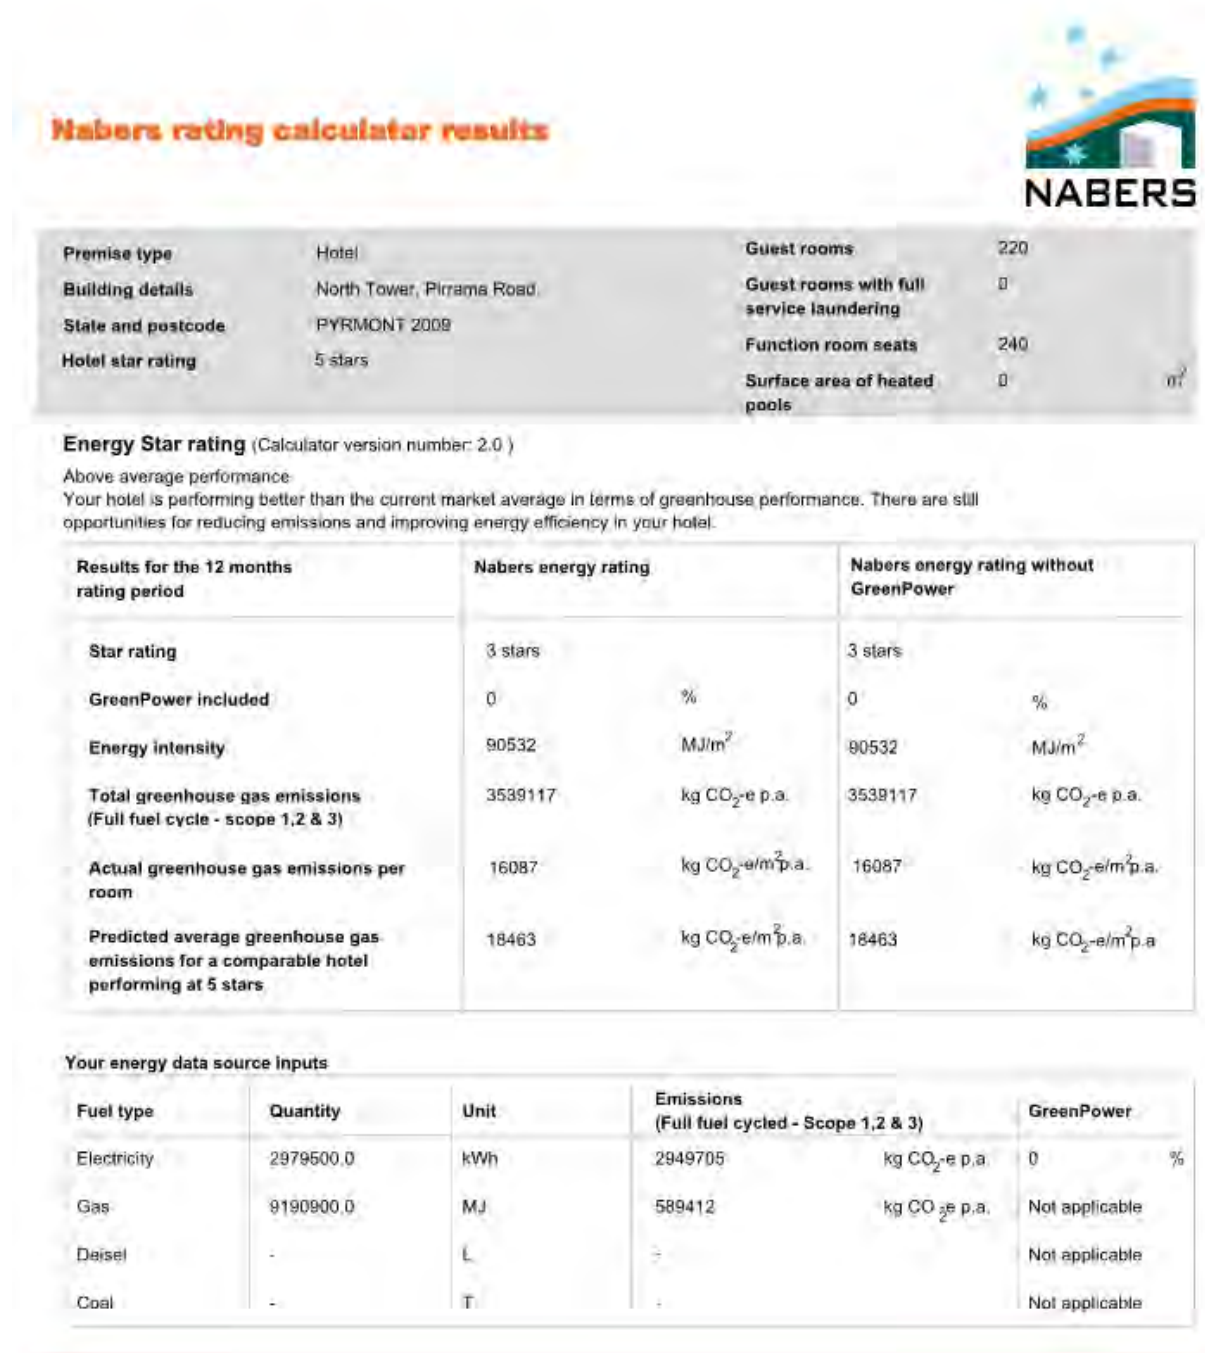 Nabers rating calculator results
NABERS
Premise type Hotel
Building details North Tower, Pirrama Road,
State and postcode PYRMONT 2009
Hotel star rating 5 stars
Guest rooms 220
Guest rooms with full
service laundering 0
Function room seats 240
Surface area of heated
pools 0 m²
Energy Star rating (Calculator version number: 2.0 )
Above average performance
Your hotel is performing better than the current market average in terms of greenhouse performance. There are still
opportunities for reducing emissions and improving energy efficiency in your hotel.
Results for the 12 months
rating period
Nabers energy rating
Nabers energy rating without
GreenPower
Star rating 3 stars 3 stars
GreenPower included 0 % 0 %
Energy intensity 90532 MJ/m² 90532 MJ/m²
Total greenhouse gas emissions 3539117 kg CO₂-e p.a. 3539117 kg CO₂-e p.a.
(Full fuel cycle - scope 1,2 & 3)
Actual greenhouse gas emissions per 16087 kg CO₂-e/m²p.a. 16087 kg CO₂-e/m²p.a.
room
Predicted average greenhouse gas 18463 kg CO₂-e/m²p.a. 18463 kg CO₂-e/m²p.a
emissions for a comparable hotel
performing at 5 stars
Your energy data source inputs
Fuel type Quantity Unit Emissions
(Full fuel cycled - Scope 1,2 & 3) GreenPower
Electricity 2979500.0 kWh 2949705 kg CO₂-e p.a. 0 %
Gas 9190900.0 MJ 589412 kg CO₂e p.a. Not applicable
Deisel - L - Not applicable
Coal - T - Not applicable